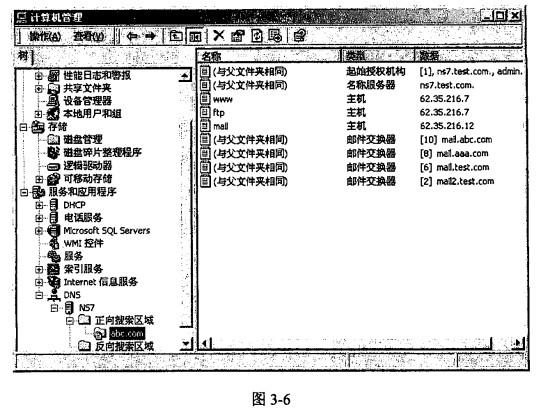 计算机管理
操作(A) 查看(V)
树
性能日志和警报
共享文件夹
设备管理器
本地用户和组
存储
磁盘管理
磁盘碎片整理程序
逻辑驱动器
可移动存储
服务和应用程序
DHCP
电话服务
Microsoft SQL Servers
WMI 控件
服务
索引服务
Internet 信息服务
DNS
NS7
正向搜索区域
abc.com
反向搜索区域
名称 类型 数据
(与父文件夹相同) 起始授权机构 [1], ns7.test.com., admin.
(与父文件夹相同) 名称服务器 ns7.test.com.
www 主机 62.35.216.7
ftp 主机 62.35.216.7
mail 主机 62.35.216.12
(与父文件夹相同) 邮件交换器 [10] mail.abc.com
(与父文件夹相同) 邮件交换器 [8] mail.aaa.com
(与父文件夹相同) 邮件交换器 [6] mail.test.com
(与父文件夹相同) 邮件交换器 [2] mail2.test.com
图 3-6